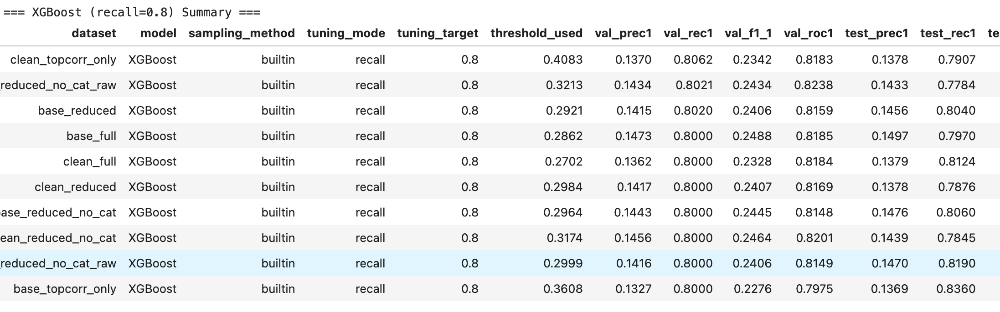 === XGBoost (recall=0.8) Summary ===
dataset model sampling_method tuning_mode tuning_target threshold_used val_prec1 val_rec1 val_f1_1 val_roc1 test_prec1 test_rec1 te
clean_topcorr_only XGBoost builtin recall 0.8 0.4083 0.1370 0.8062 0.2342 0.8183 0.1378 0.7907
_reduced_no_cat_raw XGBoost builtin recall 0.8 0.3213 0.1434 0.8021 0.2434 0.8238 0.1433 0.7784
base_reduced XGBoost builtin recall 0.8 0.2921 0.1415 0.8020 0.2406 0.8159 0.1456 0.8040
base_full XGBoost builtin recall 0.8 0.2862 0.1473 0.8000 0.2488 0.8185 0.1497 0.7970
clean_full XGBoost builtin recall 0.8 0.2702 0.1362 0.8000 0.2328 0.8184 0.1379 0.8124
clean_reduced XGBoost builtin recall 0.8 0.2984 0.1417 0.8000 0.2407 0.8169 0.1378 0.7876
ase_reduced_no_cat XGBoost builtin recall 0.8 0.2964 0.1443 0.8000 0.2445 0.8148 0.1476 0.8060
ean_reduced_no_cat XGBoost builtin recall 0.8 0.3174 0.1456 0.8000 0.2464 0.8201 0.1439 0.7845
_reduced_no_cat_raw XGBoost builtin recall 0.8 0.2999 0.1416 0.8000 0.2406 0.8149 0.1470 0.8190
base_topcorr_only XGBoost builtin recall 0.8 0.3608 0.1327 0.8000 0.2276 0.7975 0.1369 0.8360